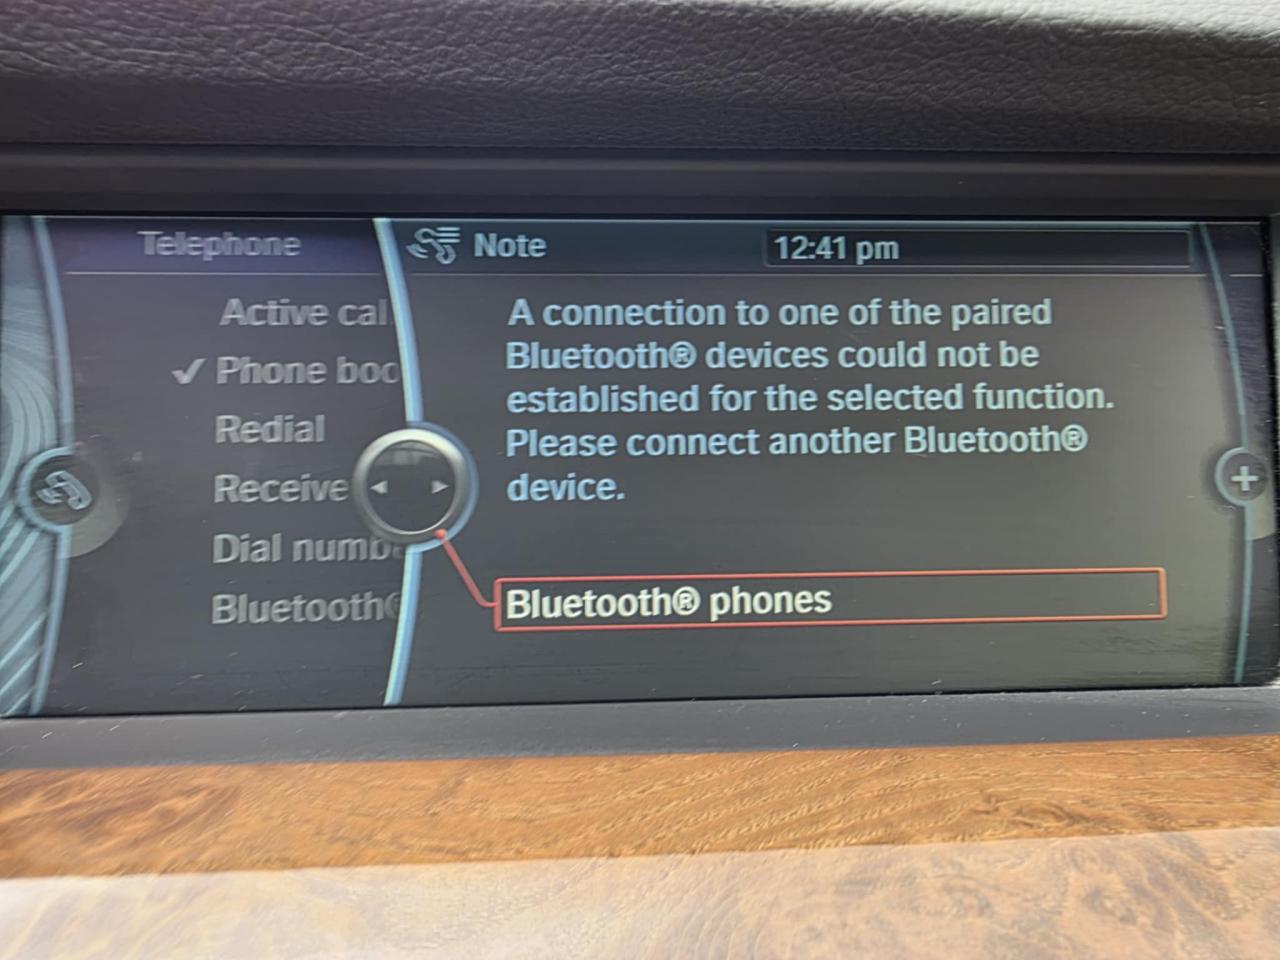 Telephone
Active cal
✓ Phone boo
Redial
Receive
Dial numb
Bluetooth®
Note
12:41 pm
A connection to one of the paired
Bluetooth® devices could not be
established for the selected function.
Please connect another Bluetooth®
device.
Bluetooth® phones